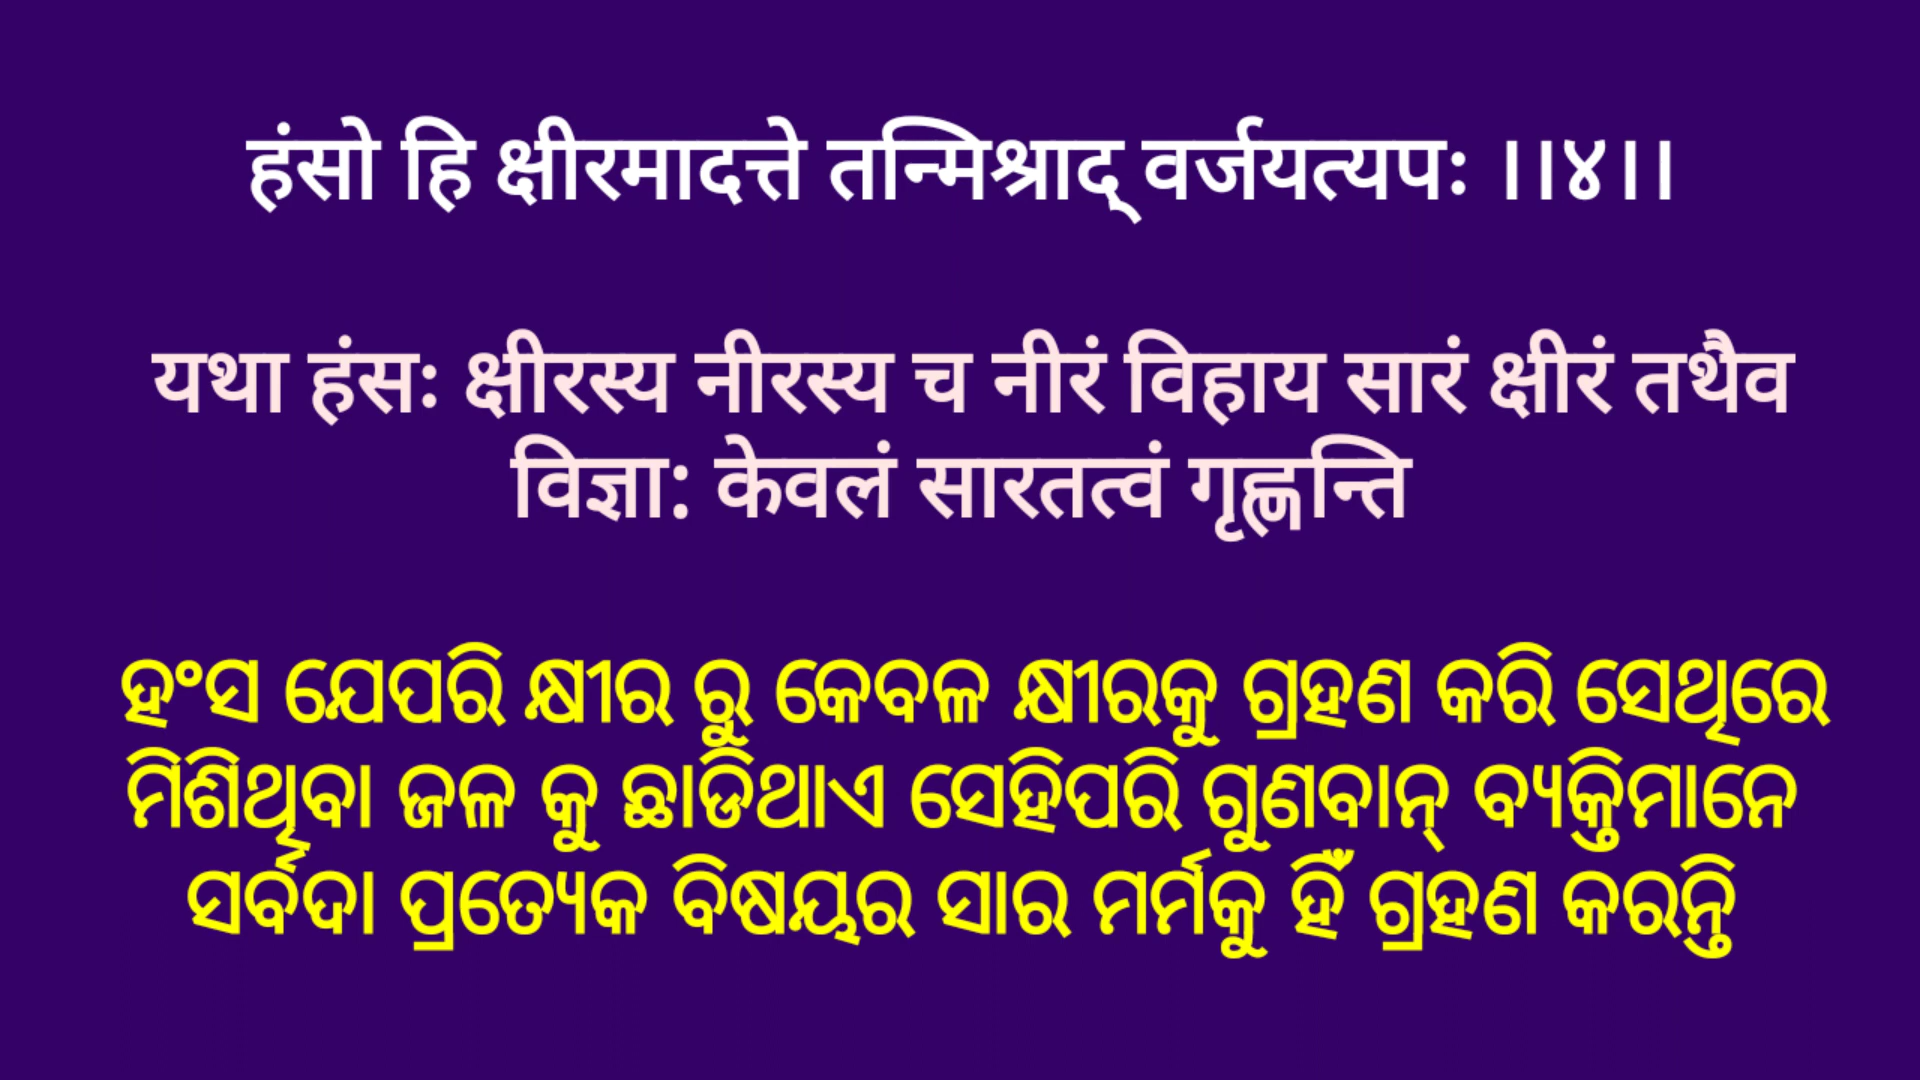 हंसो हि क्षीरमादत्ते तन्मिश्राद् वर्जयत्यपः ।।४।।
यथा हंसः क्षीरस्य नीरस्य च नीरं विहाय सारं क्षीरं तथैव
विज्ञा: केवलं सारतत्वं गृह्णन्ति
ହଂସ ଯେପରି କ୍ଷୀର ରୁ କେବଳ କ୍ଷୀରକୁ ଗ୍ରହଣ କରି ସେଥିରେ
ମିଶିଥିବା ଜଳ କୁ ଛାଡିଥାଏ ସେହିପରି ଗୁଣବାନ୍ ବ୍ୟକ୍ତିମାନେ
ସର୍ବଦା ପ୍ରତ୍ୟେକ ବିଷୟର ସାର ମର୍ମକୁ ହିଁ ଗ୍ରହଣ କରନ୍ତି